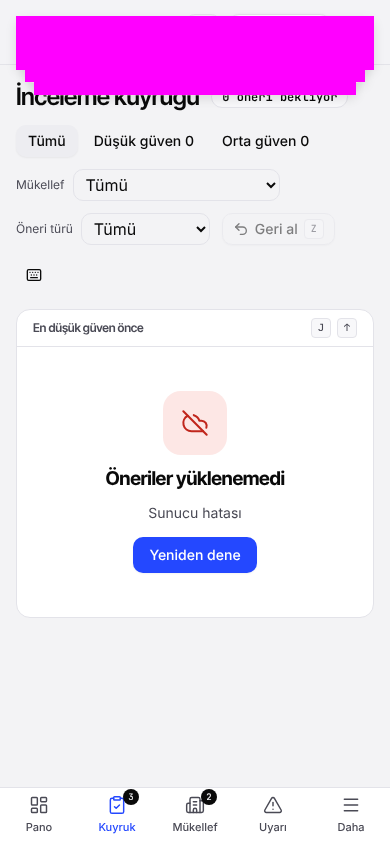 İnceleme kuyruğu
0 öneri bekliyor
Tümü Düşük güven 0 Orta güven 0
Mükellef Tümü
Öneri türü Tümü Geri al Z
En düşük güven önce J ↑
Öneriler yüklenemedi
Sunucu hatası
Yeniden dene
3 2
Pano Kuyruk Mükellef Uyarı Daha